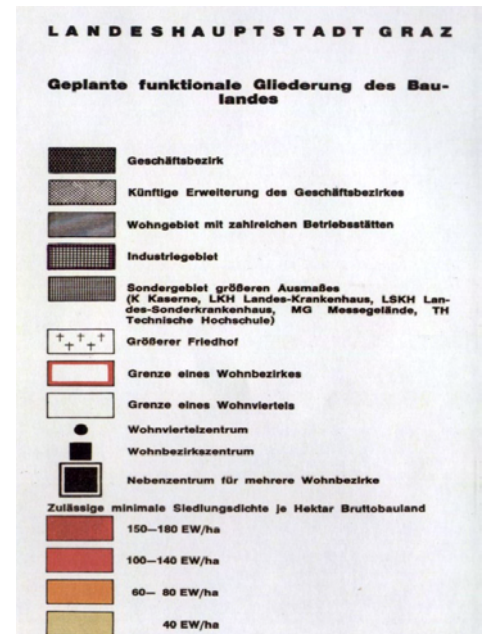 LANDESHAUPTSTADT GRAZ
Geplante funktionale Gliederung des Bau-
landes
Geschäftsbezirk
Künftige Erweiterung des Geschäftsbezirkes
Wohngebiet mit zahlreichen Betriebsstätten
Industriegebiet
Sondergebiet größeren Ausmaßes
(K Kaserne, LKH Landes-Krankenhaus, LSKH Lan-
des-Sonderkrankenhaus, MG Messegelände, TH
Technische Hochschule)
Größerer Friedhof
Grenze eines Wohnbezirkes
Grenze eines Wohnviertels
Wohnviertelzentrum
Wohnbezirkszentrum
Nebenzentrum für mehrere Wohnbezirke
Zulässige minimale Siedlungsdichte je Hektar Bruttobauland
150—180 EW/ha
100—140 EW/ha
60— 80 EW/ha
40 EW/ha